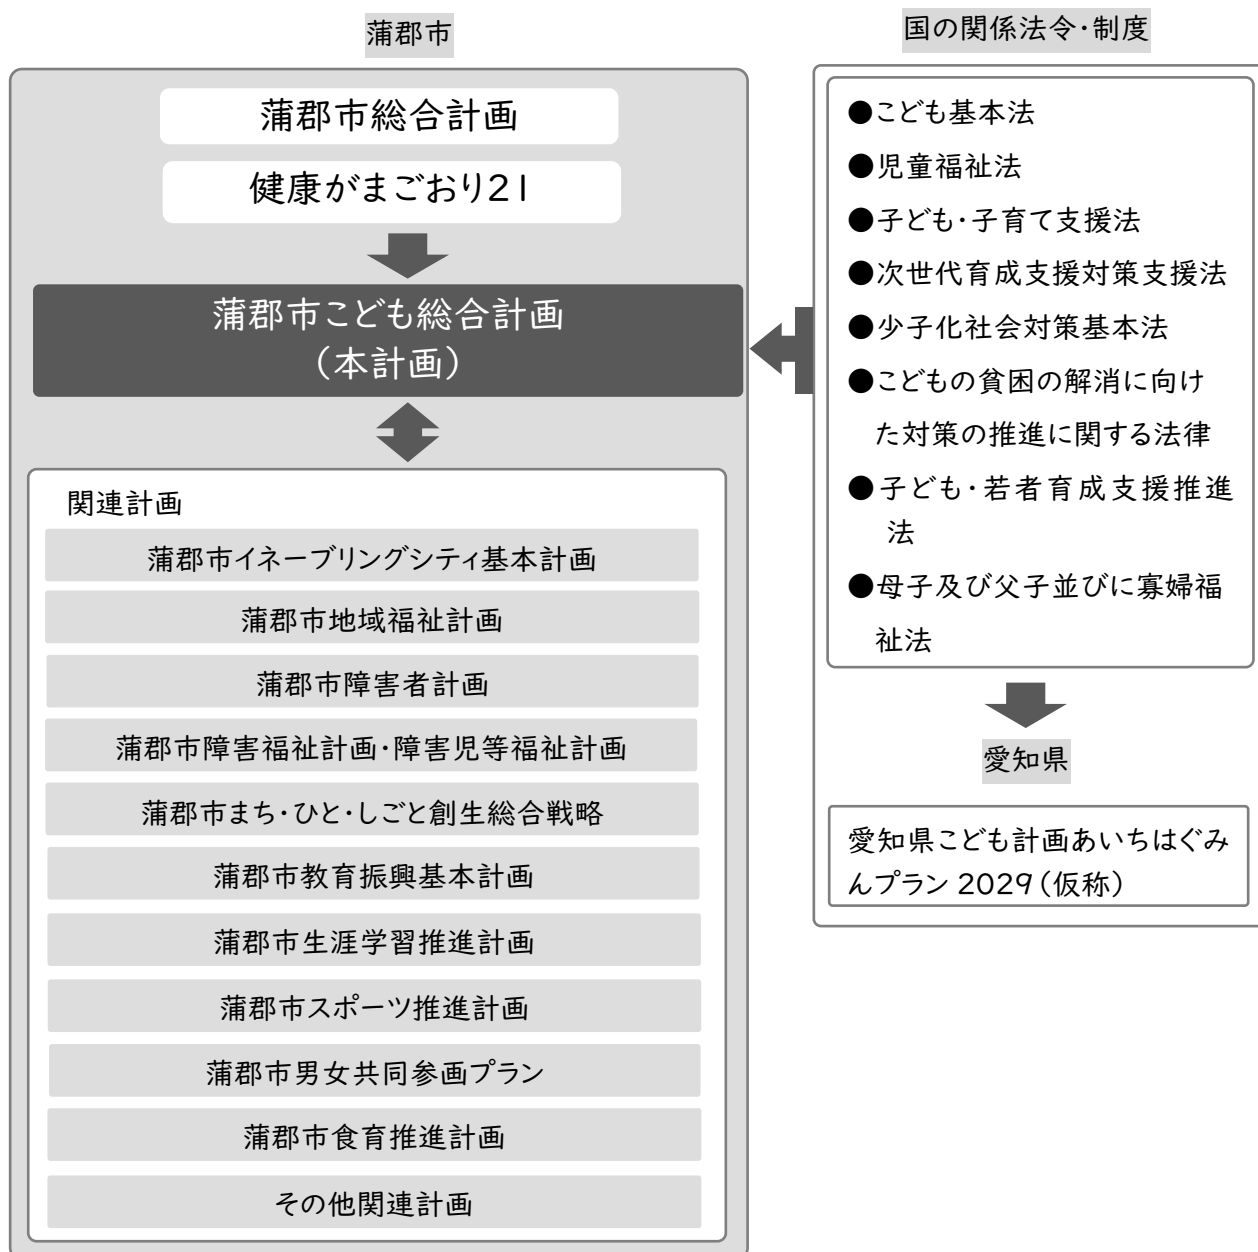 蒲郡市
蒲郡市総合計画
健康がまごおり21
蒲郡市こども総合計画
（本計画）
関連計画
蒲郡市イネーブリングシティ基本計画
蒲郡市地域福祉計画
蒲郡市障害者計画
蒲郡市障害福祉計画・障害児等福祉計画
蒲郡市まち・ひと・しごと創生総合戦略
蒲郡市教育振興基本計画
蒲郡市生涯学習推進計画
蒲郡市スポーツ推進計画
蒲郡市男女共同参画プラン
蒲郡市食育推進計画
その他関連計画
国の関係法令・制度
●こども基本法
●児童福祉法
●子ども・子育て支援法
●次世代育成支援対策支援法
●少子化社会対策基本法
●こどもの貧困の解消に向け
た対策の推進に関する法律
●子ども・若者育成支援推進
法
●母子及び父子並びに寡婦福
祉法
愛知県
愛知県こども計画あいちはぐみ
んプラン 2029（仮称）